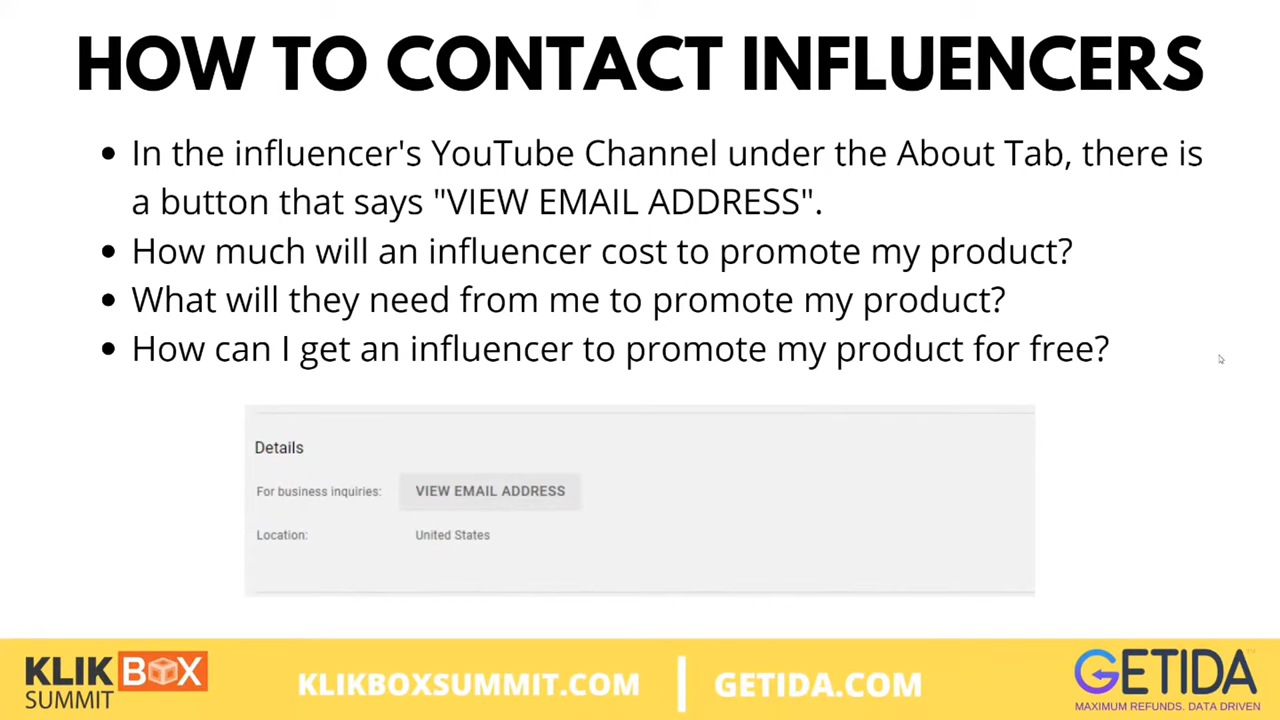 HOW TO CONTACT INFLUENCERS
• In the influencer's YouTube Channel under the About Tab, there is
a button that says "VIEW EMAIL ADDRESS".
• How much will an influencer cost to promote my product?
• What will they need from me to promote my product?
• How can I get an influencer to promote my product for free?
Details
For business inquiries: VIEW EMAIL ADDRESS
Location: United States
KLIK BOX
SUMMIT
KLIKBOXSUMMIT.COM | GETIDA.COM
GETIDA
MAXIMUM REFUNDS. DATA DRIVEN